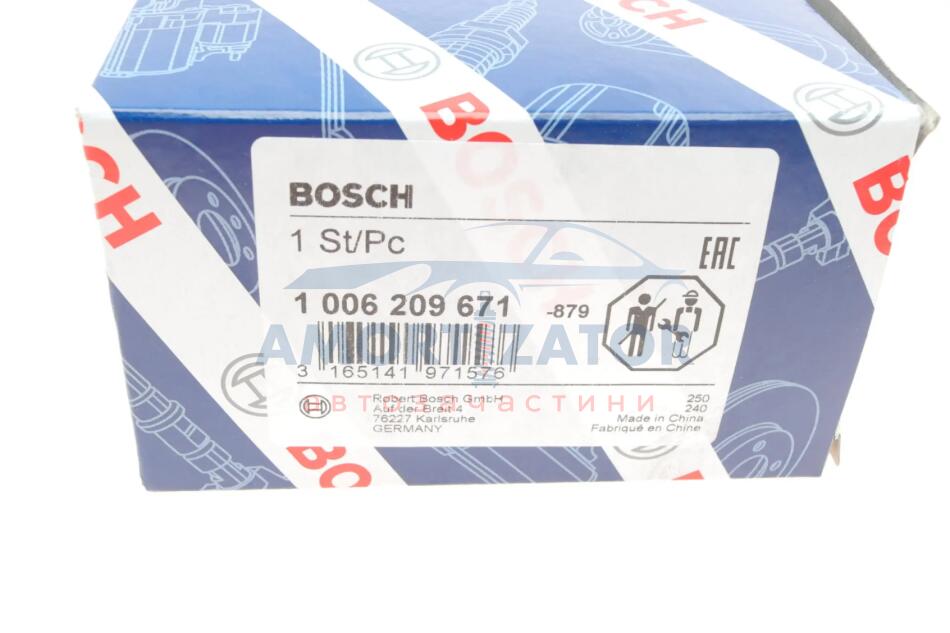 BOSCH
BOSCH
BOSCH
BOSCH
1 St/Pc
EAC
1 006 209 671 -879
AMORTIZATOR
3 165141 971576
автозапчастини
Robert Bosch GmbH
Auf der Breit 4
76227 Karlsruhe
GERMANY
250
240
Made in China
Fabriqué en Chine
BOSCH